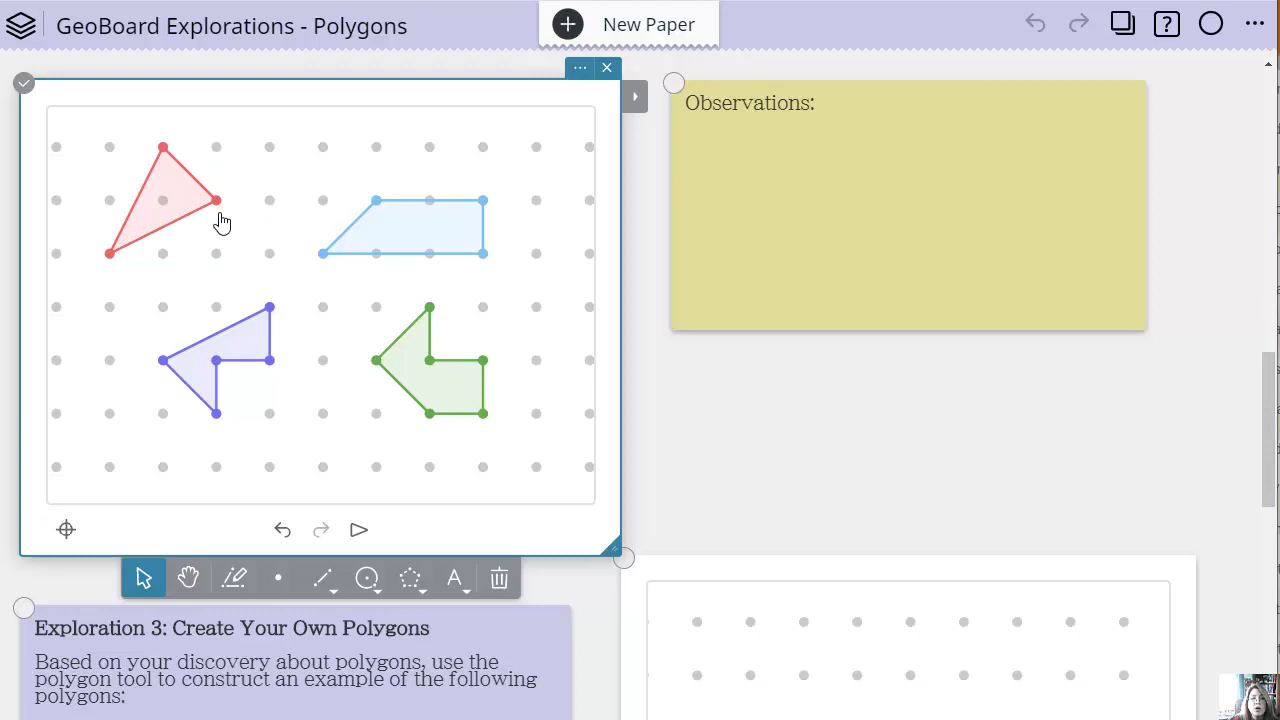 GeoBoard Explorations - Polygons
New Paper
Observations:
Exploration 3: Create Your Own Polygons
Based on your discovery about polygons, use the
polygon tool to construct an example of the following
polygons: